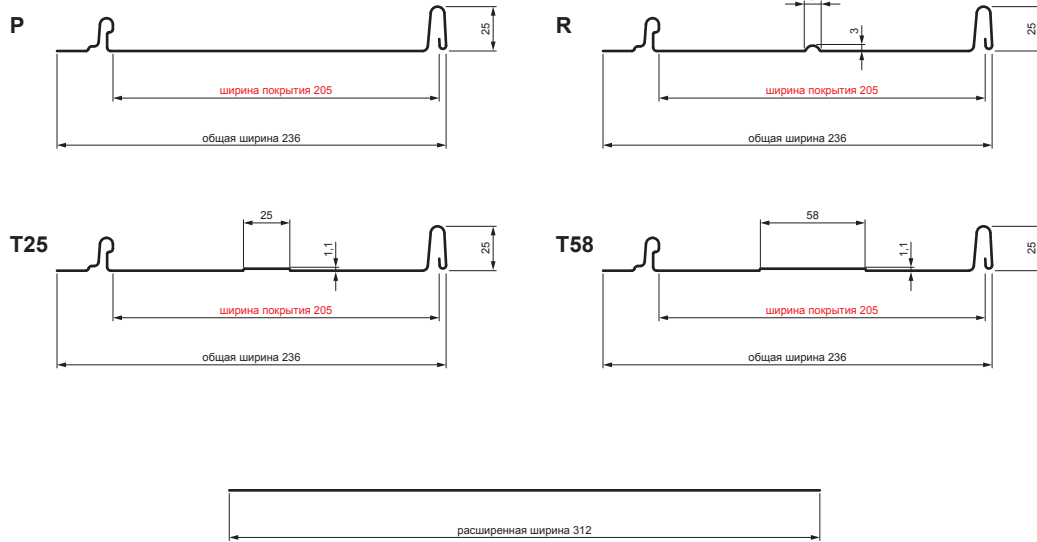 P
25
ширина покрытия 205
общая ширина 236
R
3
25
ширина покрытия 205
общая ширина 236
T25
25
1,1
25
ширина покрытия 205
общая ширина 236
T58
58
1,1
25
ширина покрытия 205
общая ширина 236
расширенная ширина 312